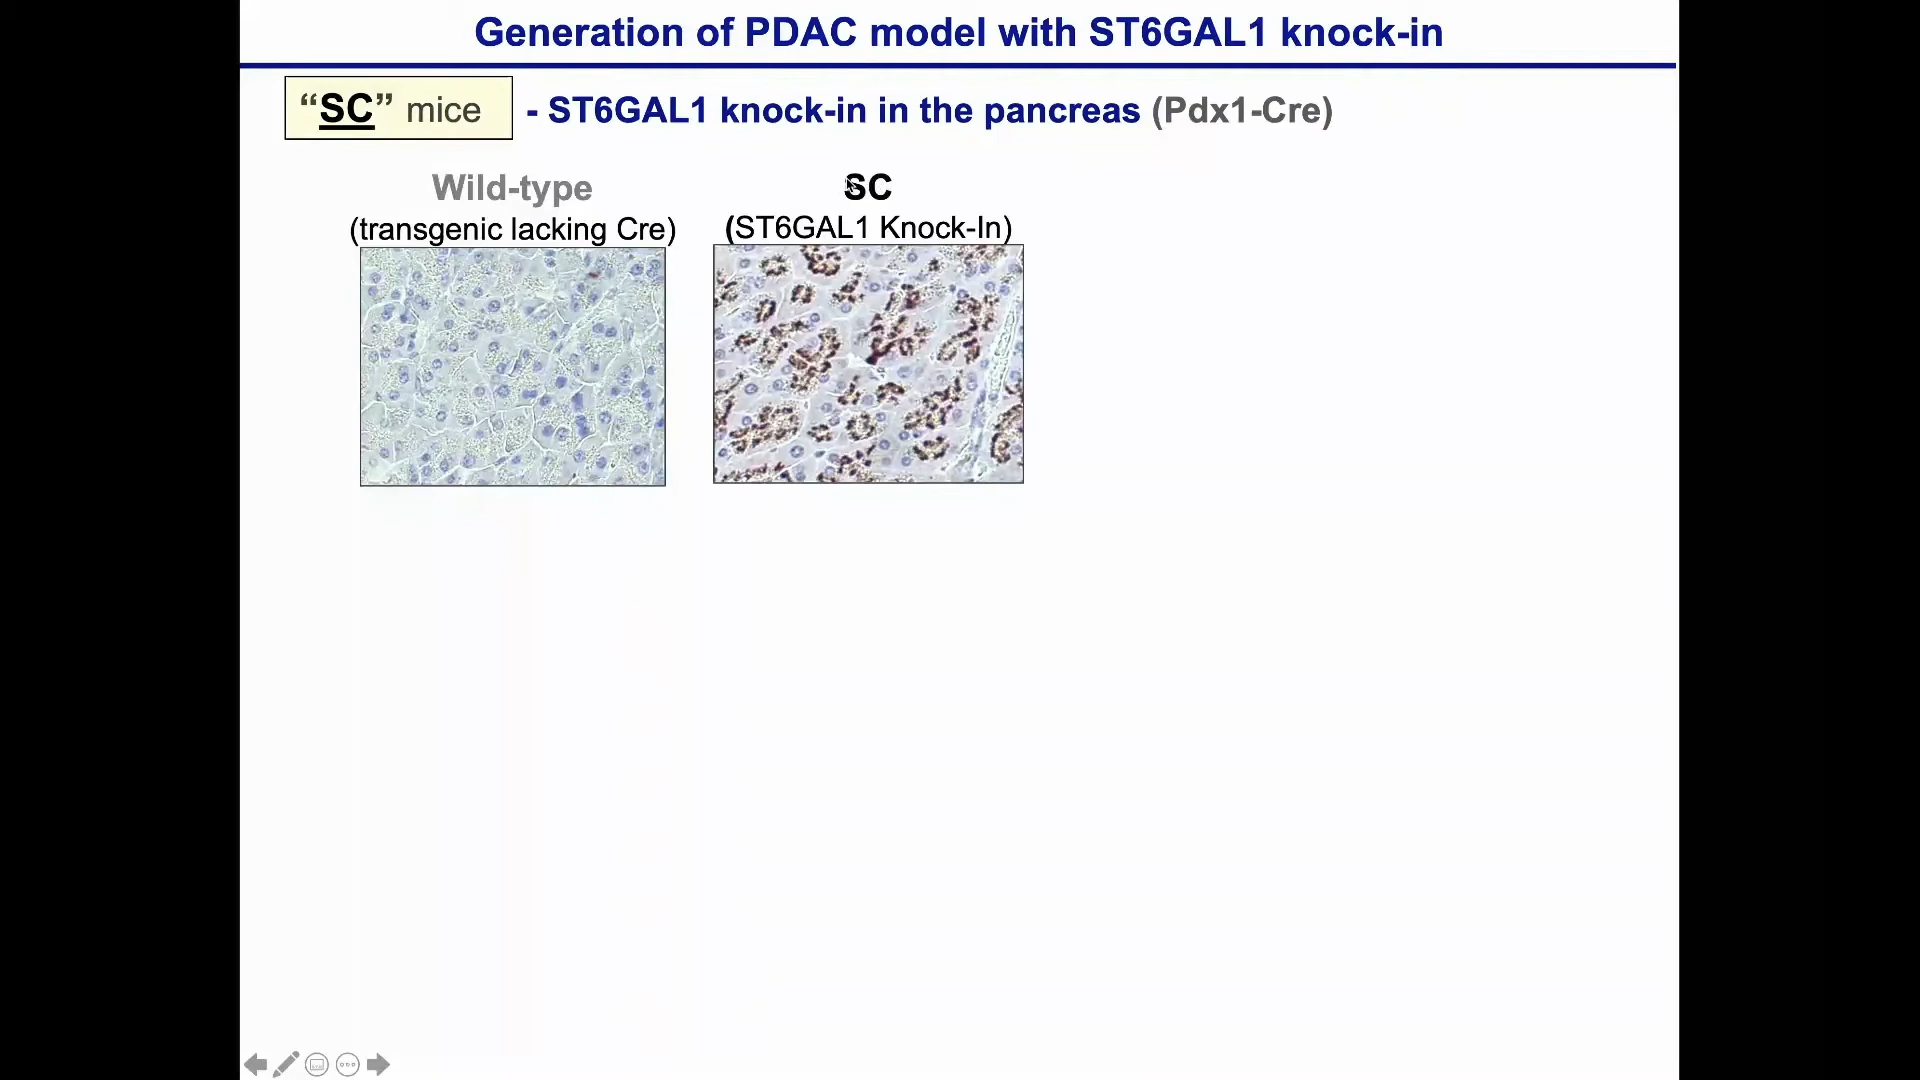 Generation of PDAC model with ST6GAL1 knock-in
“SC” mice - ST6GAL1 knock-in in the pancreas (Pdx1-Cre)
Wild-type
(transgenic lacking Cre)
SC
(ST6GAL1 Knock-In)